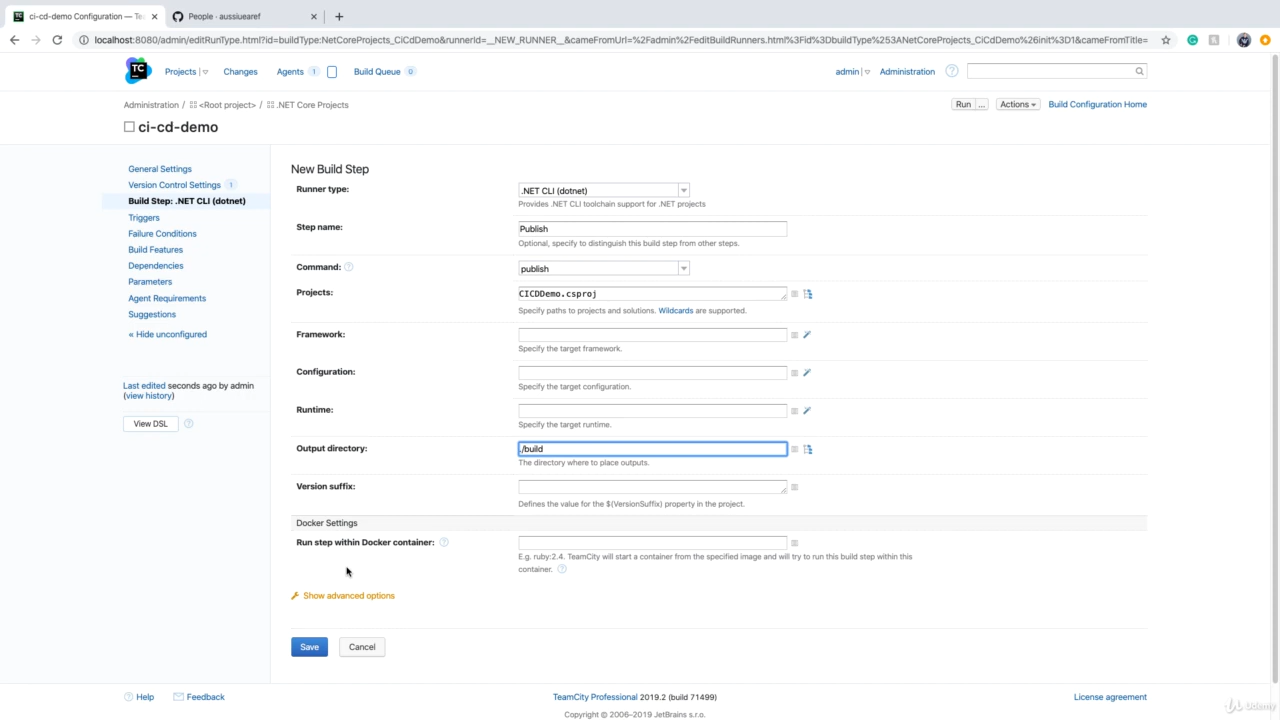 ci-cd-demo Configuration — Te
People · aussiuearef
localhost:8080/admin/editRunType.html?id=buildType:NetCoreProjects_CiCdDemo&runnerId=__NEW_RUNNER__&cameFromUrl=%2Fadmin%2FeditBuildRunners.html%3Fid%3DbuildType%253ANetCoreProjects_CiCdDemo%26init%3D1&cameFromTitle=
TC
Projects
Changes
Agents 1
Build Queue 0
admin
Administration
Administration / <Root project> / .NET Core Projects
Run ...
Actions
Build Configuration Home
ci-cd-demo
General Settings
Version Control Settings 1
Build Step: .NET CLI (dotnet)
Triggers
Failure Conditions
Build Features
Dependencies
Parameters
Agent Requirements
Suggestions
« Hide unconfigured
Last edited seconds ago by admin
(view history)
View DSL
New Build Step
Runner type:
.NET CLI (dotnet)
Provides .NET CLI toolchain support for .NET projects
Step name:
Publish
Optional, specify to distinguish this build step from other steps.
Command:
publish
Projects:
CICDDemo.csproj
Specify paths to projects and solutions. Wildcards are supported.
Framework:
Specify the target framework.
Configuration:
Specify the target configuration.
Runtime:
Specify the target runtime.
Output directory:
./build
The directory where to place outputs.
Version suffix:
Defines the value for the $(VersionSuffix) property in the project.
Docker Settings
Run step within Docker container:
E.g. ruby:2.4. TeamCity will start a container from the specified image and will try to run this build step within this
container.
Show advanced options
Save
Cancel
Help
Feedback
TeamCity Professional 2019.2 (build 71499)
License agreement
Copyright © 2006–2019 JetBrains s.r.o.
Udemy